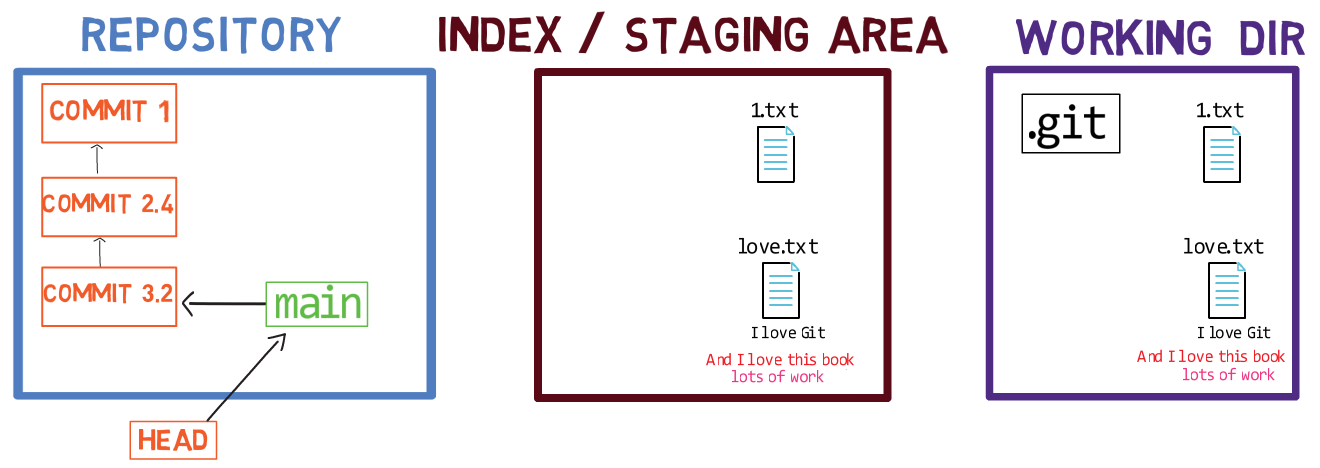 REPOSITORY
COMMIT 1
COMMIT 2.4
COMMIT 3.2
main
HEAD
INDEX / STAGING AREA
1.txt
love.txt
I love Git
And I love this book
lots of work
WORKING DIR
.git
1.txt
love.txt
I love Git
And I love this book
lots of work